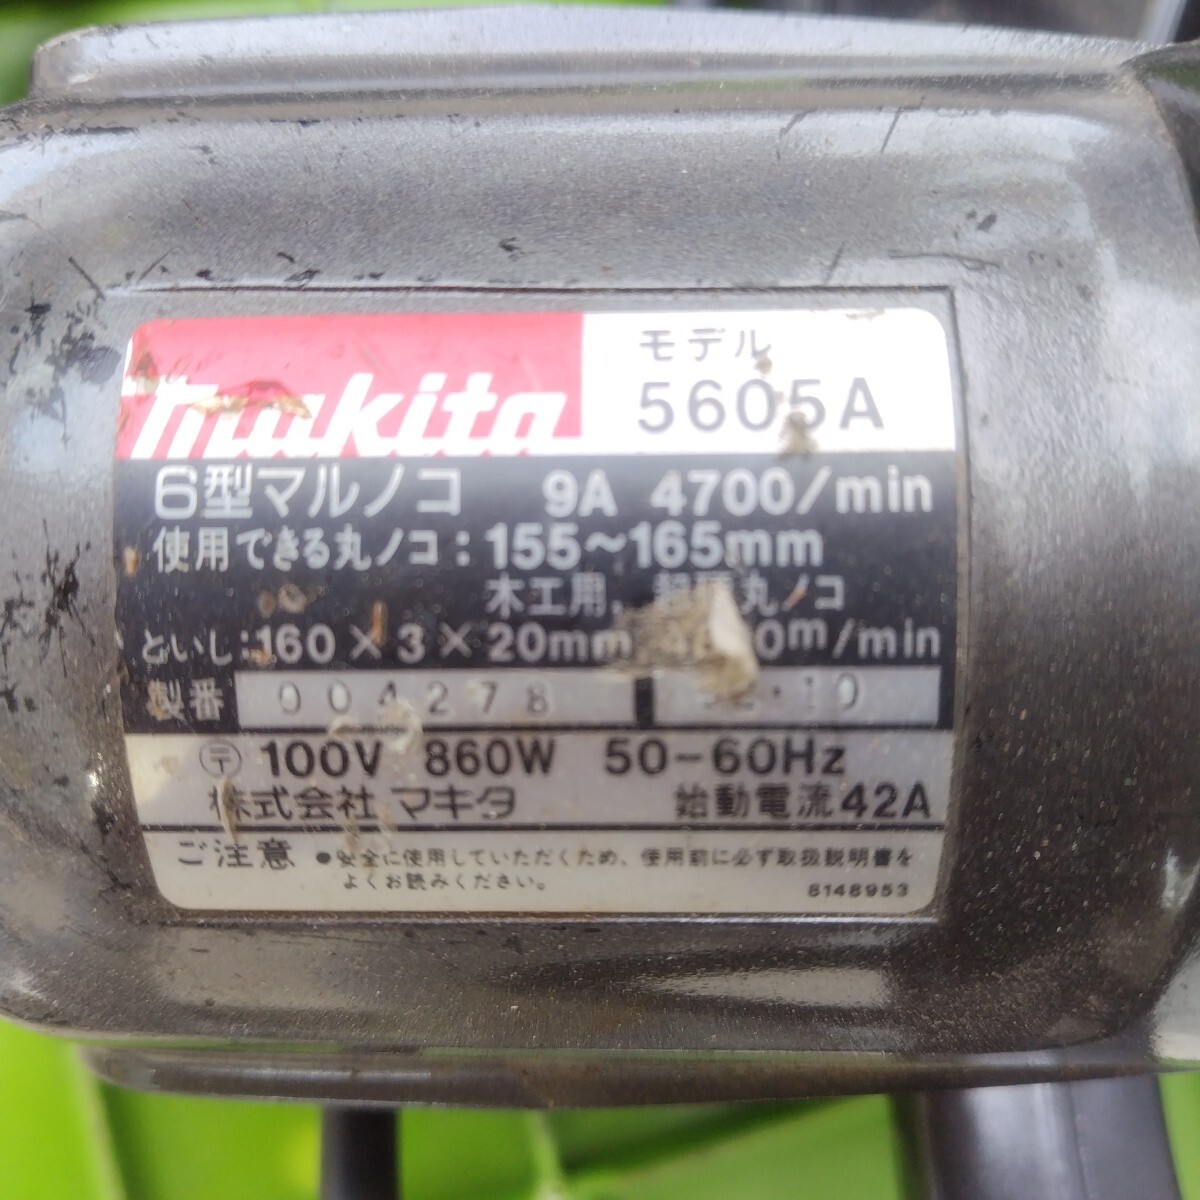 makita
モデル
5605A
6型マルノコ 9A 4700/min
使用できる丸ノコ:155~165mm
木工用, 丸ノコ
といし:160×3×20mm m/min
製番 004278 10
〒 100V 860W 50-60Hz
株式会社 マキタ 始動電流42A
ご注意 ●安全に使用していただくため、使用前に必ず取扱説明書を
よくお読みください。
8148953